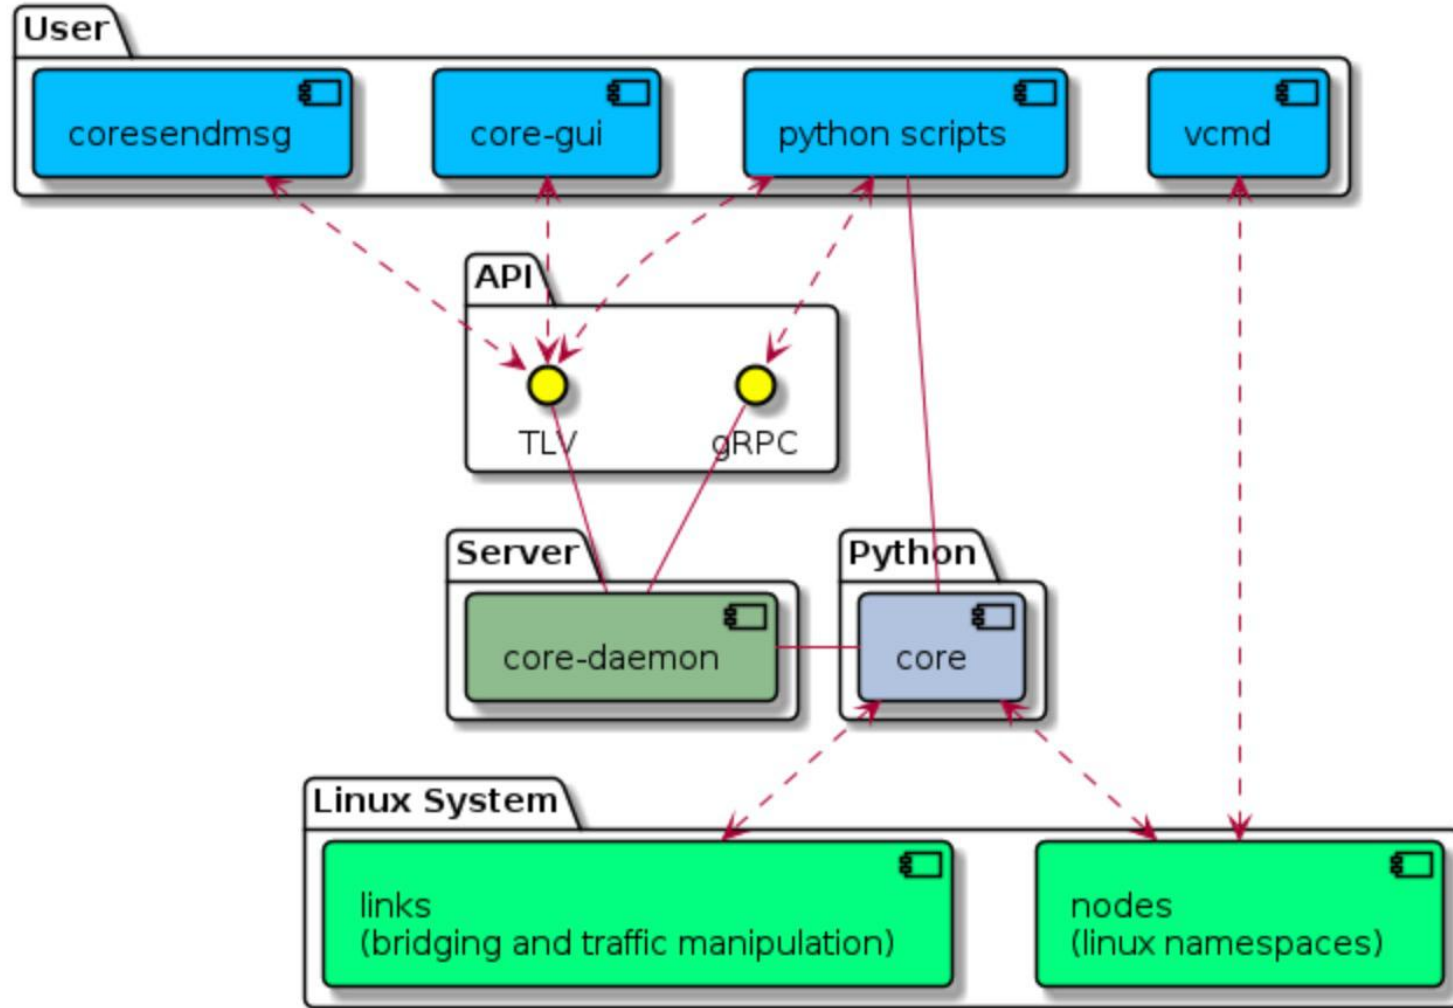 User
coresendmsg
core-gui
python scripts
vcmd
API
TLV
gRPC
Server
Python
core-daemon
core
Linux System
links
(bridging and traffic manipulation)
nodes
(linux namespaces)